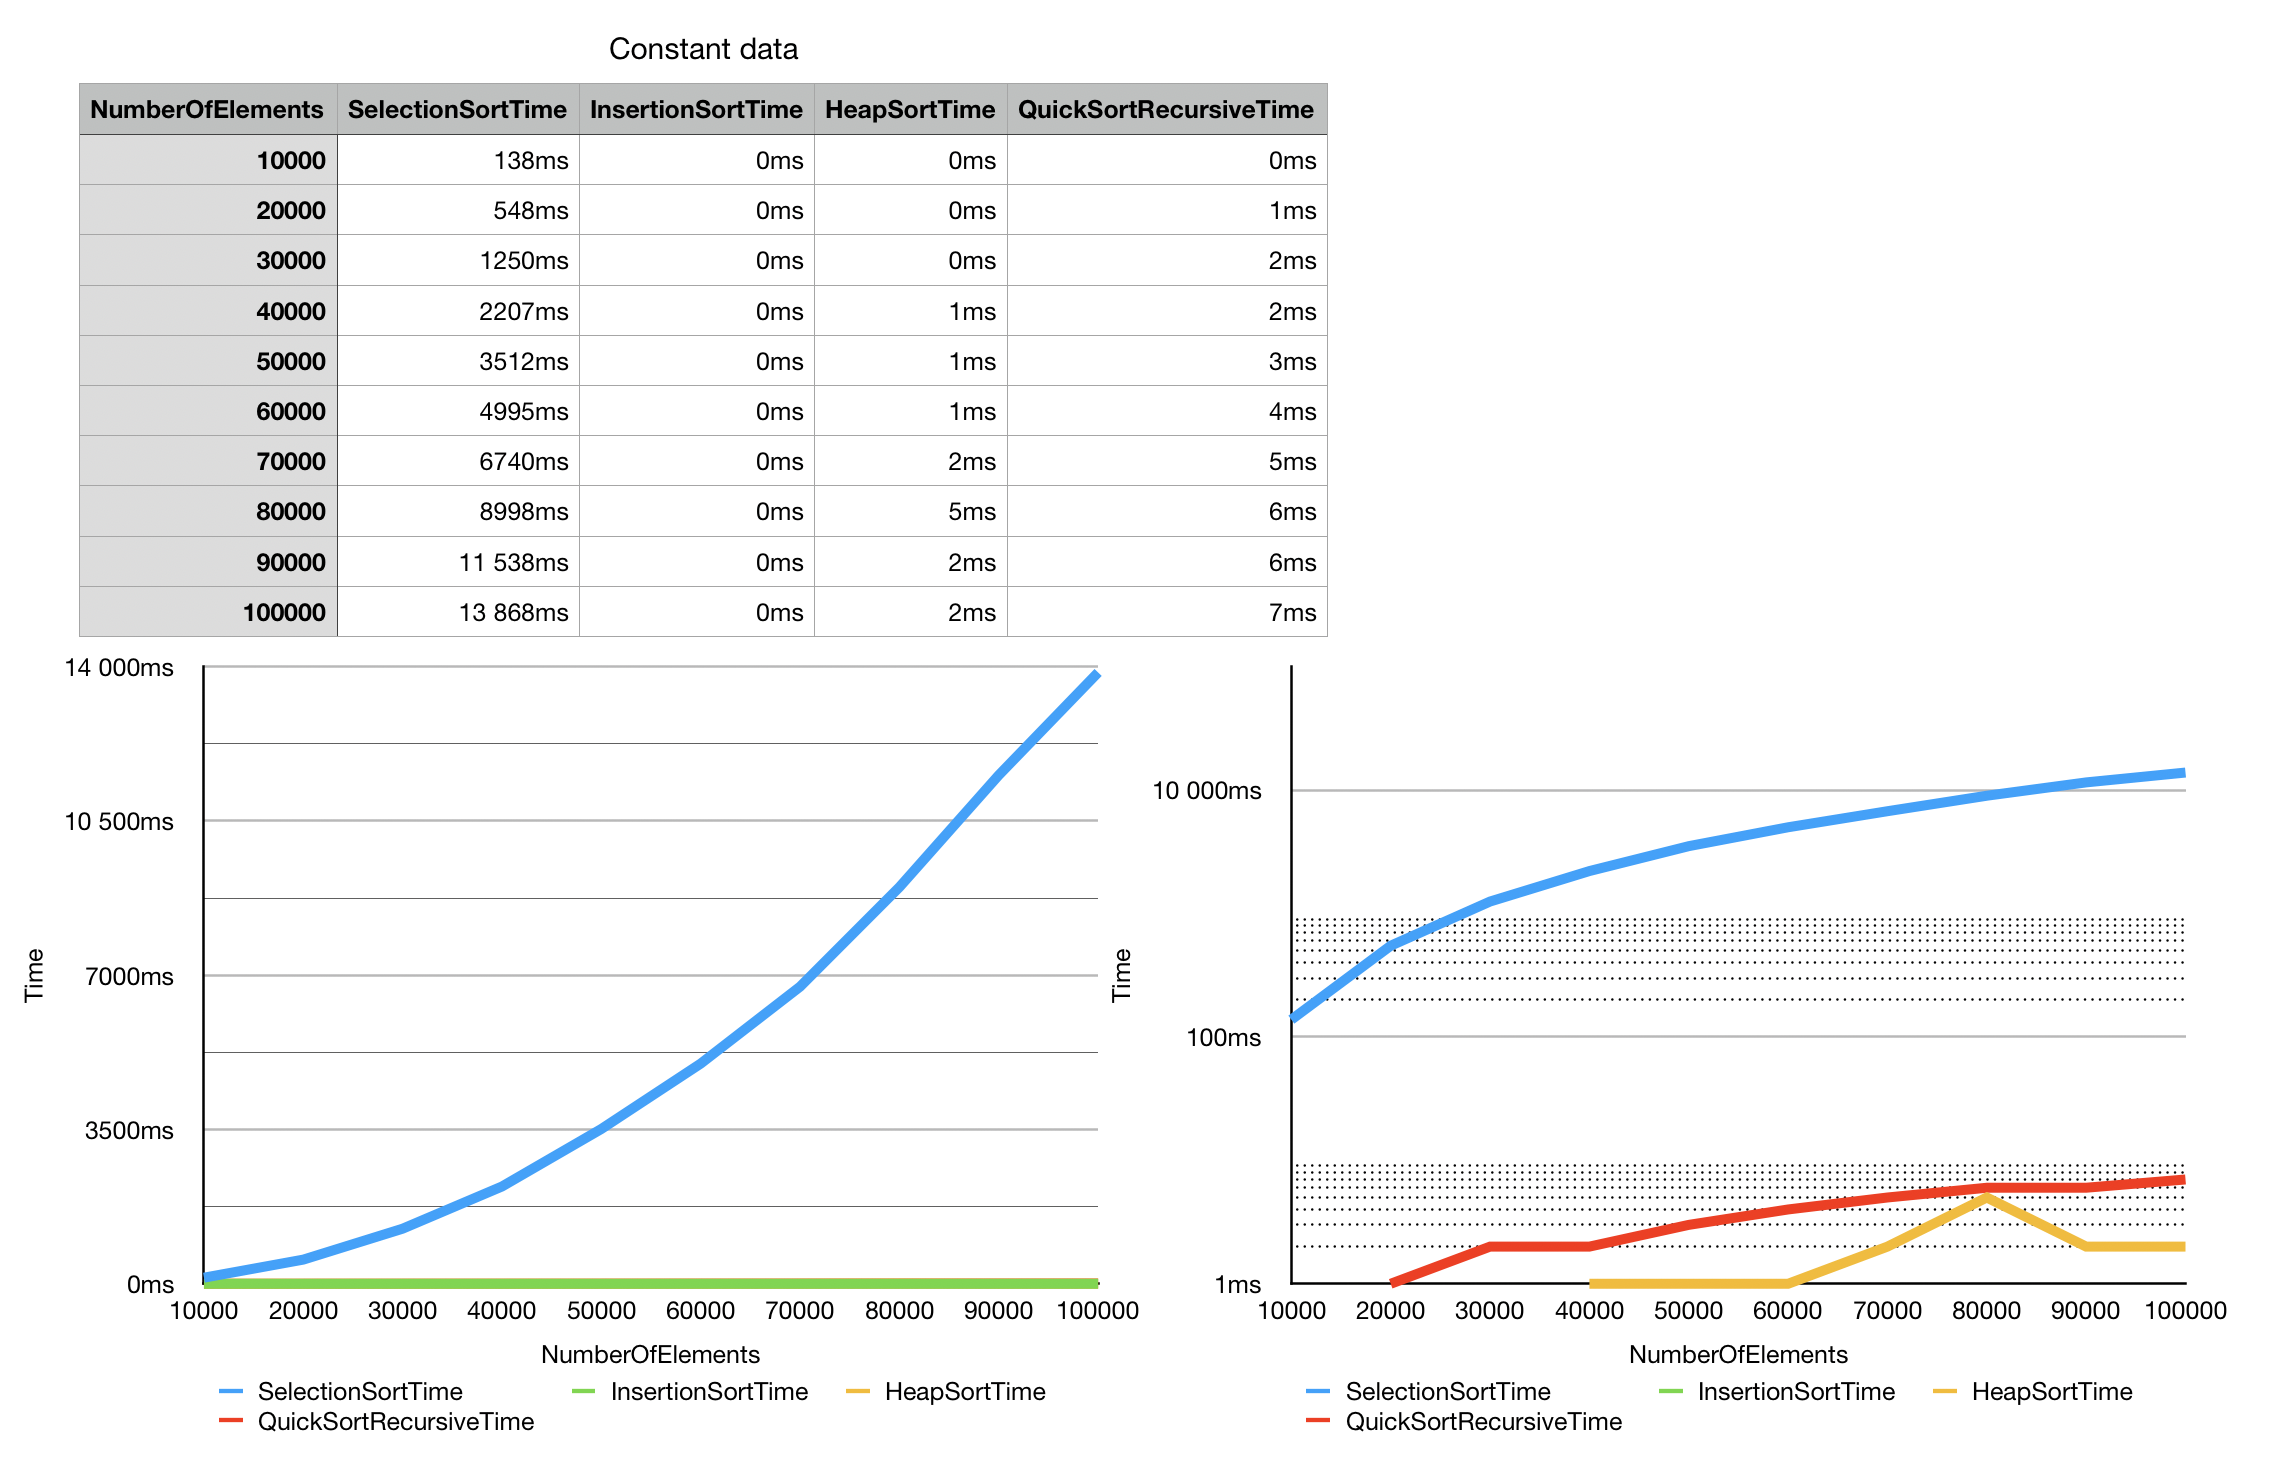 Constant data
NumberOfElements SelectionSortTime InsertionSortTime HeapSortTime QuickSortRecursiveTime
10000 138ms 0ms 0ms 0ms
20000 548ms 0ms 0ms 1ms
30000 1250ms 0ms 0ms 2ms
40000 2207ms 0ms 1ms 2ms
50000 3512ms 0ms 1ms 3ms
60000 4995ms 0ms 1ms 4ms
70000 6740ms 0ms 2ms 5ms
80000 8998ms 0ms 5ms 6ms
90000 11 538ms 0ms 2ms 6ms
100000 13 868ms 0ms 2ms 7ms
14 000ms
10 500ms
7000ms
3500ms
0ms
Time
10000 20000 30000 40000 50000 60000 70000 80000 90000 100000
NumberOfElements
SelectionSortTime InsertionSortTime HeapSortTime
QuickSortRecursiveTime
10 000ms
100ms
1ms
Time
10000 20000 30000 40000 50000 60000 70000 80000 90000 100000
NumberOfElements
SelectionSortTime InsertionSortTime HeapSortTime
QuickSortRecursiveTime